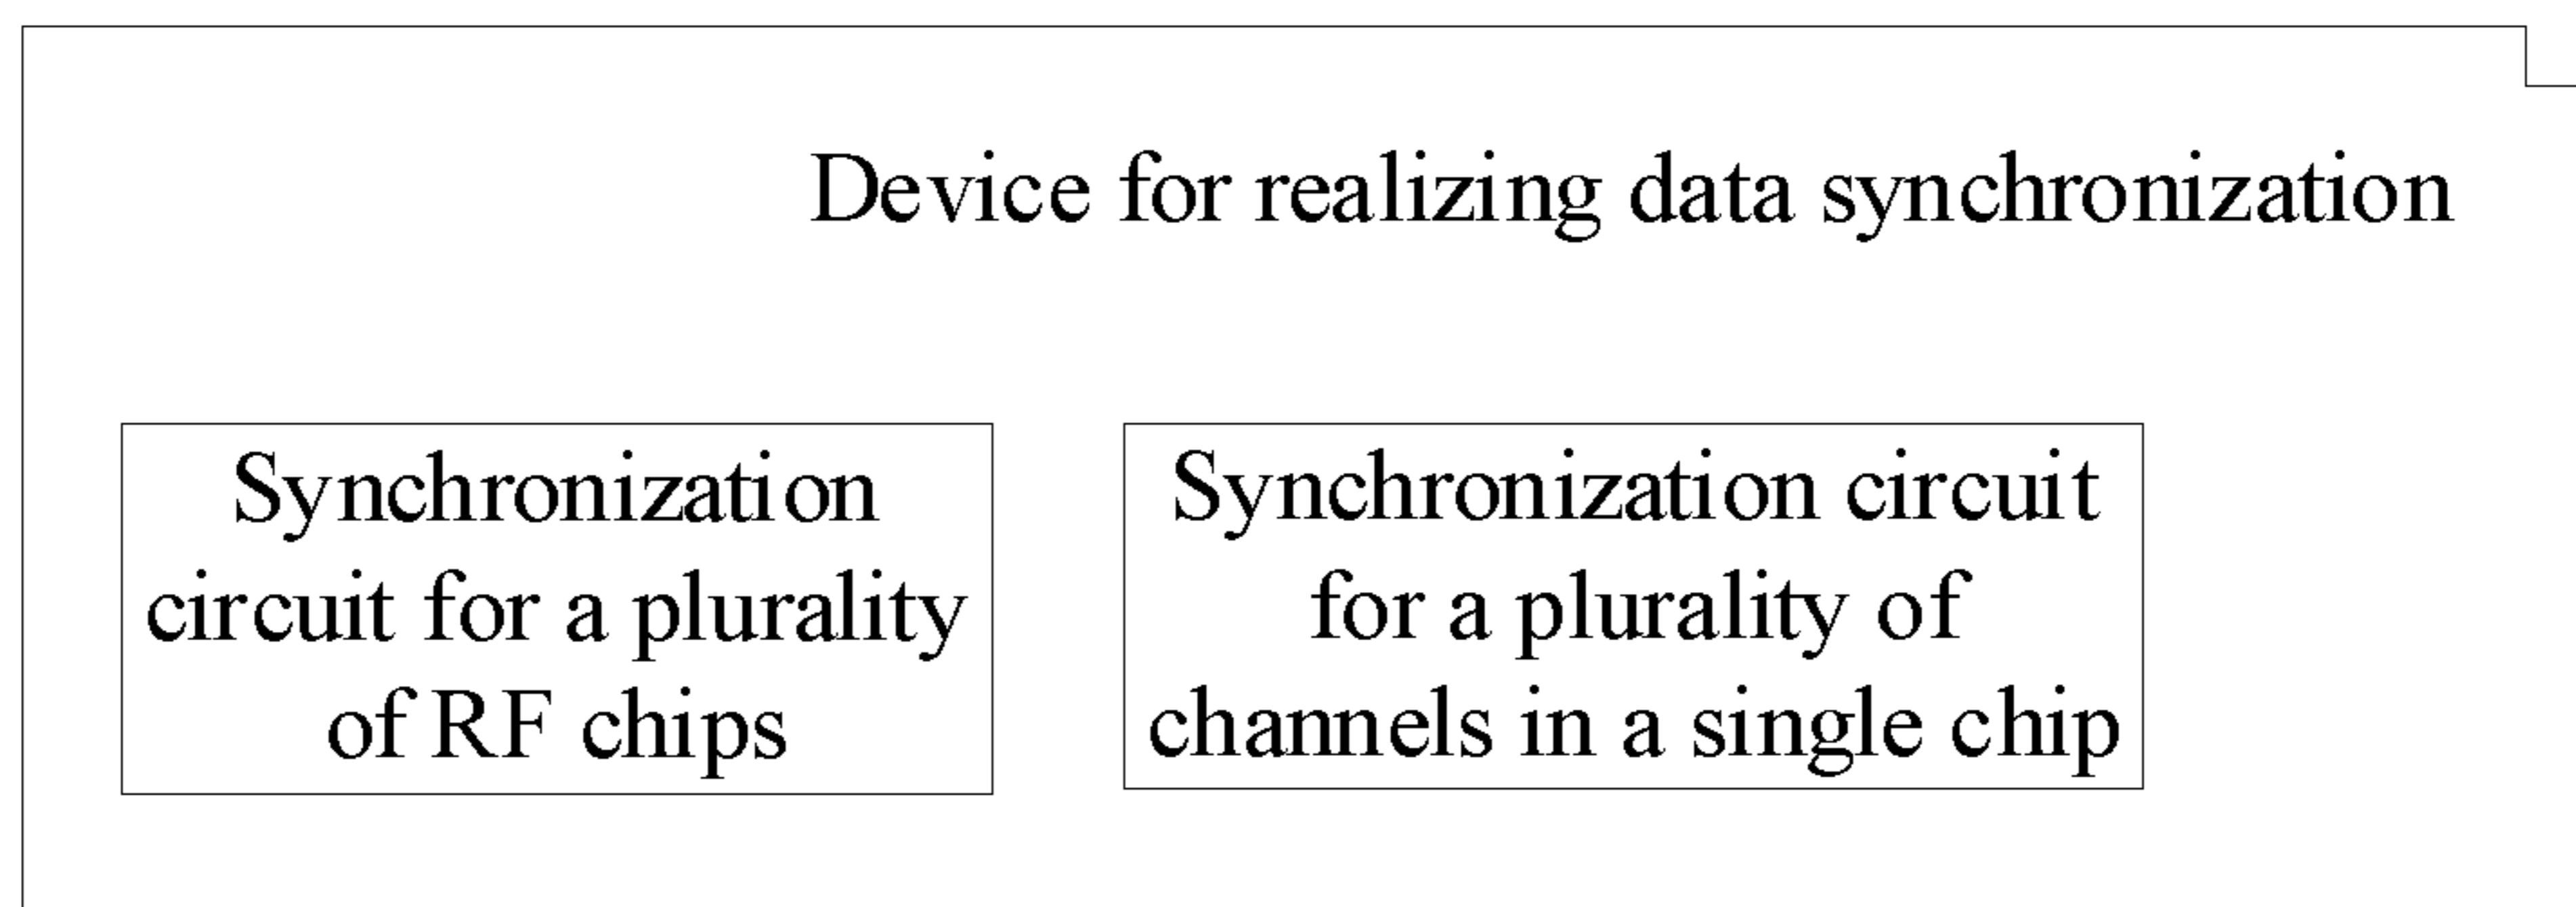 Device for realizing data synchronization
Synchronization
circuit for a plurality
of RF chips
Synchronization circuit
for a plurality of
channels in a single chip